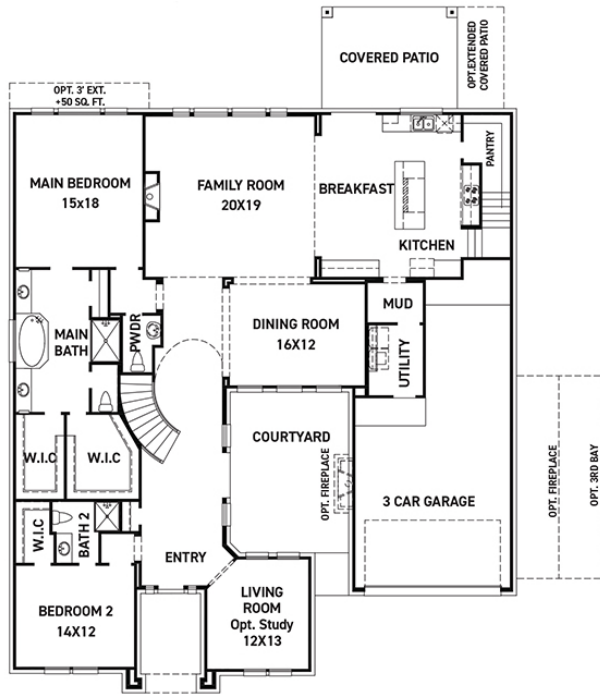 COVERED PATIO
OPT.EXTENDED
COVERED PATIO
OPT. 3' EXT.
+50 SQ. FT.
MAIN BEDROOM
15x18
FAMILY ROOM
20X19
BREAKFAST
PANTRY
KITCHEN
MAIN
BATH
PWDR
DINING ROOM
16X12
MUD
UTILITY
W.I.C
W.I.C
COURTYARD
OPT. FIREPLACE
3 CAR GARAGE
OPT. FIREPLACE
OPT. 3RD BAY
W.I.C
BATH 2
ENTRY
BEDROOM 2
14X12
LIVING
ROOM
Opt. Study
12X13